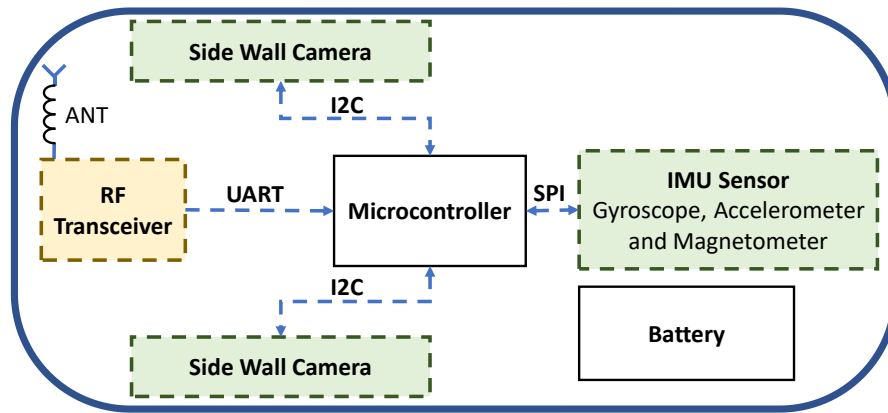 Side Wall Camera
I2C
ANT
RF
Transceiver
UART
Microcontroller
SPI
IMU Sensor
Gyroscope, Accelerometer
and Magnetometer
I2C
Battery
Side Wall Camera